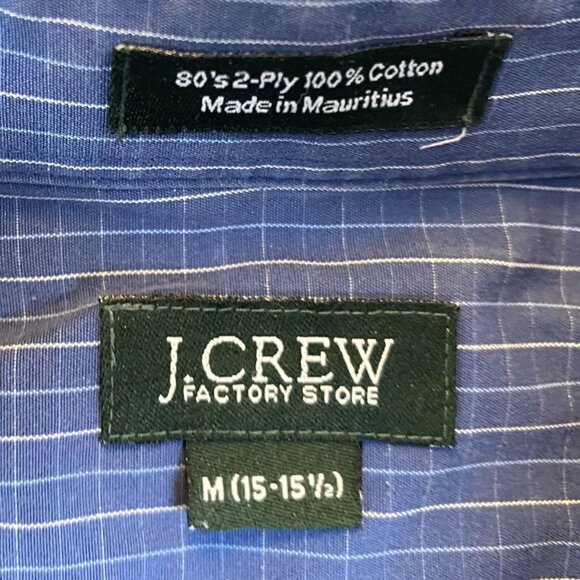 80's 2-Ply 100% Cotton
Made in Mauritius
J.CREW
FACTORY STORE
M (15-15½)